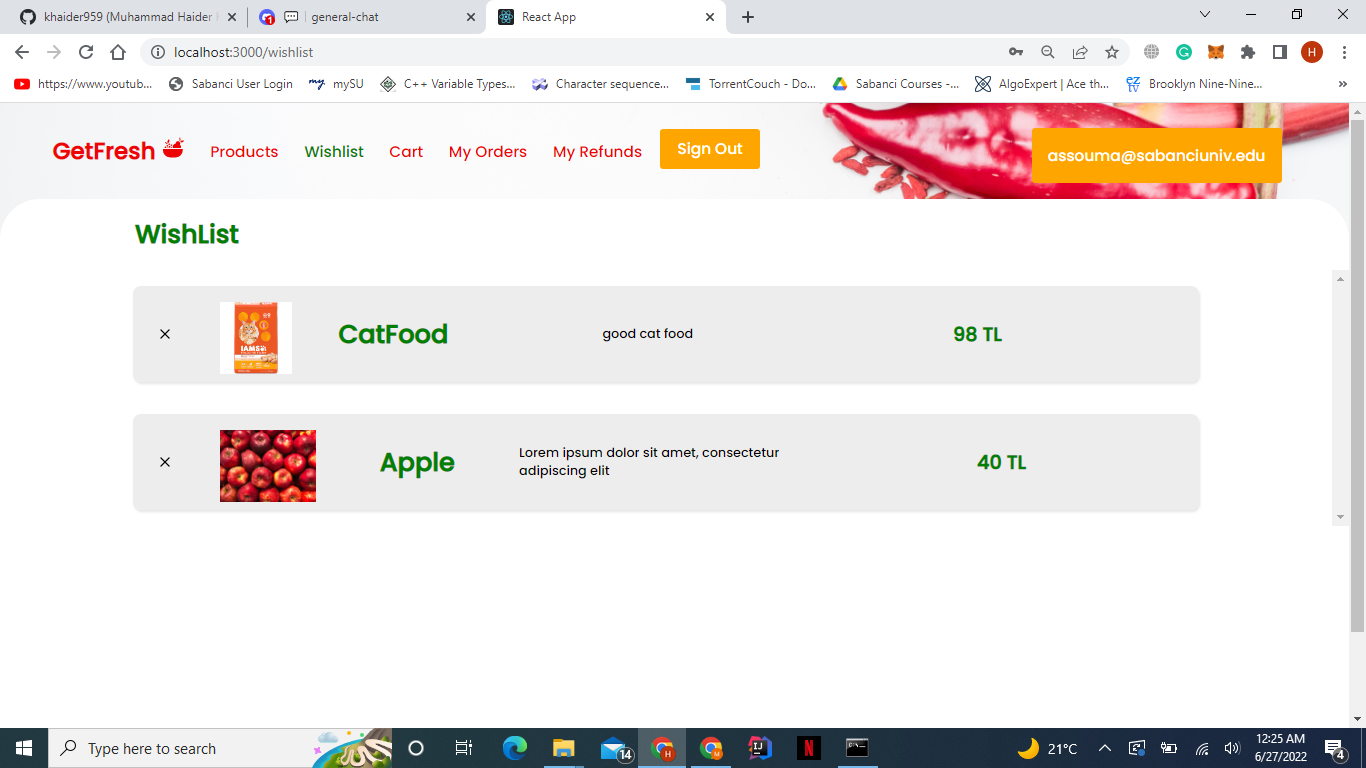 khaider959 (Muhammad Haider
1
general-chat
React App
localhost:3000/wishlist
H
https://www.youtub...
Sabanci User Login
mySU
C++ Variable Types...
Character sequence...
TorrentCouch - Do...
Sabanci Courses -...
AlgoExpert | Ace th...
Brooklyn Nine-Nine...
»
GetFresh
Products
Wishlist
Cart
My Orders
My Refunds
Sign Out
assouma@sabanciuniv.edu
WishList
IAMS
CatFood
good cat food
98 TL
Apple
Lorem ipsum dolor sit amet, consectetur
adipiscing elit
40 TL
Type here to search
14
H
M
IJ
N
21°C
12:25 AM
6/27/2022
4